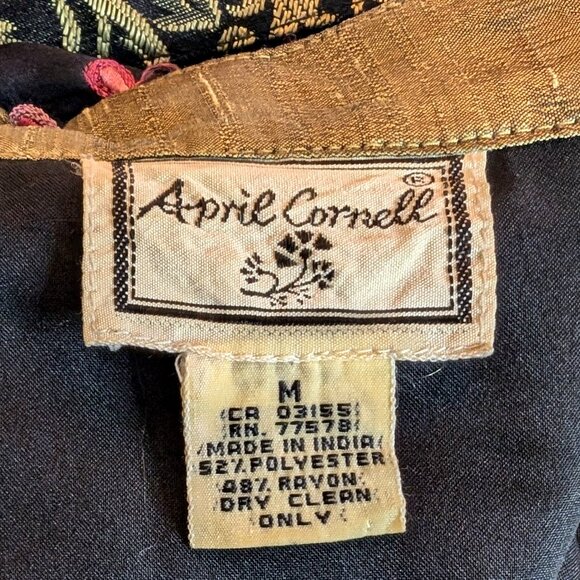 April Cornell ®
M
CA 03155
RN. 77578
MADE IN INDIA
52% POLYESTER
48% RAYON
DRY CLEAN
ONLY